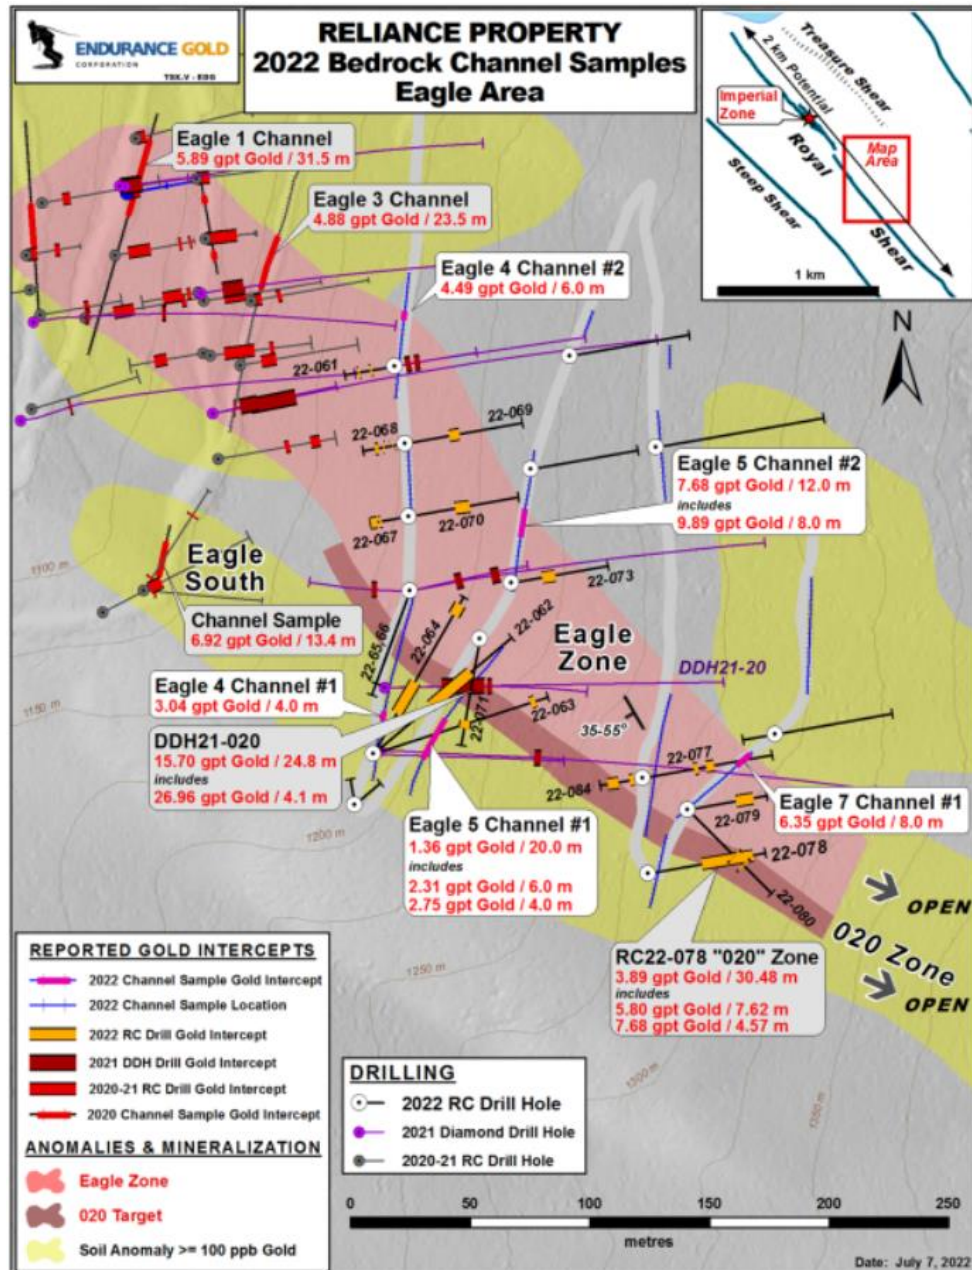 ENDURANCE GOLD
CORPORATION
TSX.V - EDG
RELIANCE PROPERTY
2022 Bedrock Channel Samples
Eagle Area
Treasure Shear
2 km Potential
Imperial
Zone
Royal
Shear
Map
Area
Steep Shear
1 km
N
Eagle 1 Channel
5.89 gpt Gold / 31.5 m
Eagle 3 Channel
4.88 gpt Gold / 23.5 m
Eagle 4 Channel #2
4.49 gpt Gold / 6.0 m
22-061
22-068
22-069
22-067
22-070
Eagle 5 Channel #2
7.68 gpt Gold / 12.0 m
includes
9.89 gpt Gold / 8.0 m
Eagle
South
1100 m
Channel Sample
6.92 gpt Gold / 13.4 m
22-073
22-65,66
22-064
22-062
Eagle
Zone
DDH21-20
Eagle 4 Channel #1
3.04 gpt Gold / 4.0 m
1150 m
22-071
22-063
35-55°
DDH21-020
15.70 gpt Gold / 24.8 m
includes
26.96 gpt Gold / 4.1 m
22-077
22-084
22-079
Eagle 7 Channel #1
6.35 gpt Gold / 8.0 m
1200 m
Eagle 5 Channel #1
1.36 gpt Gold / 20.0 m
includes
2.31 gpt Gold / 6.0 m
2.75 gpt Gold / 4.0 m
22-078
22-080
OPEN
020 Zone
OPEN
1250 m
RC22-078 "020" Zone
3.89 gpt Gold / 30.48 m
includes
5.80 gpt Gold / 7.62 m
7.68 gpt Gold / 4.57 m
1300 m
1350 m
REPORTED GOLD INTERCEPTS
2022 Channel Sample Gold Intercept
2022 Channel Sample Location
2022 RC Drill Gold Intercept
2021 DDH Drill Gold Intercept
2020-21 RC Drill Gold Intercept
2020 Channel Sample Gold Intercept
ANOMALIES & MINERALIZATION
Eagle Zone
020 Target
Soil Anomaly >= 100 ppb Gold
DRILLING
2022 RC Drill Hole
2021 Diamond Drill Hole
2020-21 RC Drill Hole
0 50 100 150 200 250
metres
Date: July 7, 2022